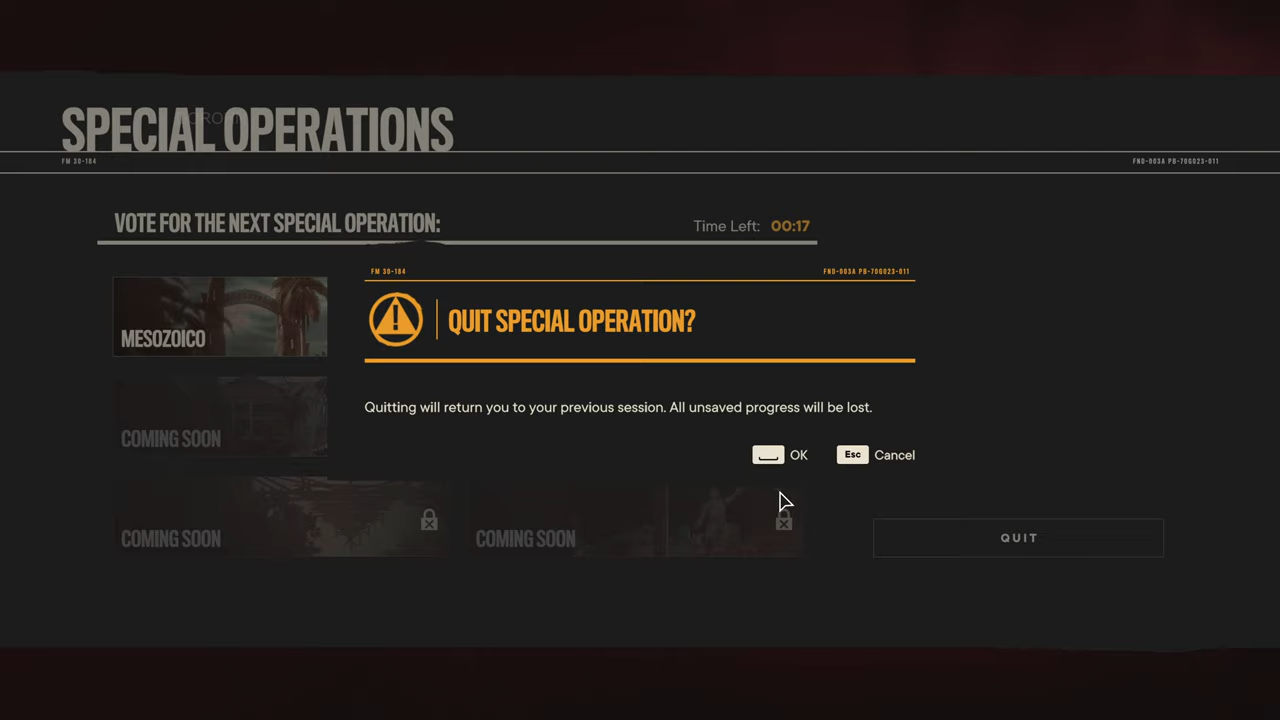 SPECIAL OPERATIONS
FM 30-184
FND-003A PB-70G023-011
VOTE FOR THE NEXT SPECIAL OPERATION:
Time Left: 00:17
FM 30-184
FND-003A PB-70G023-011
QUIT SPECIAL OPERATION?
MESOZOICO
Quitting will return you to your previous session. All unsaved progress will be lost.
COMING SOON
OK
Esc Cancel
COMING SOON
COMING SOON
QUIT